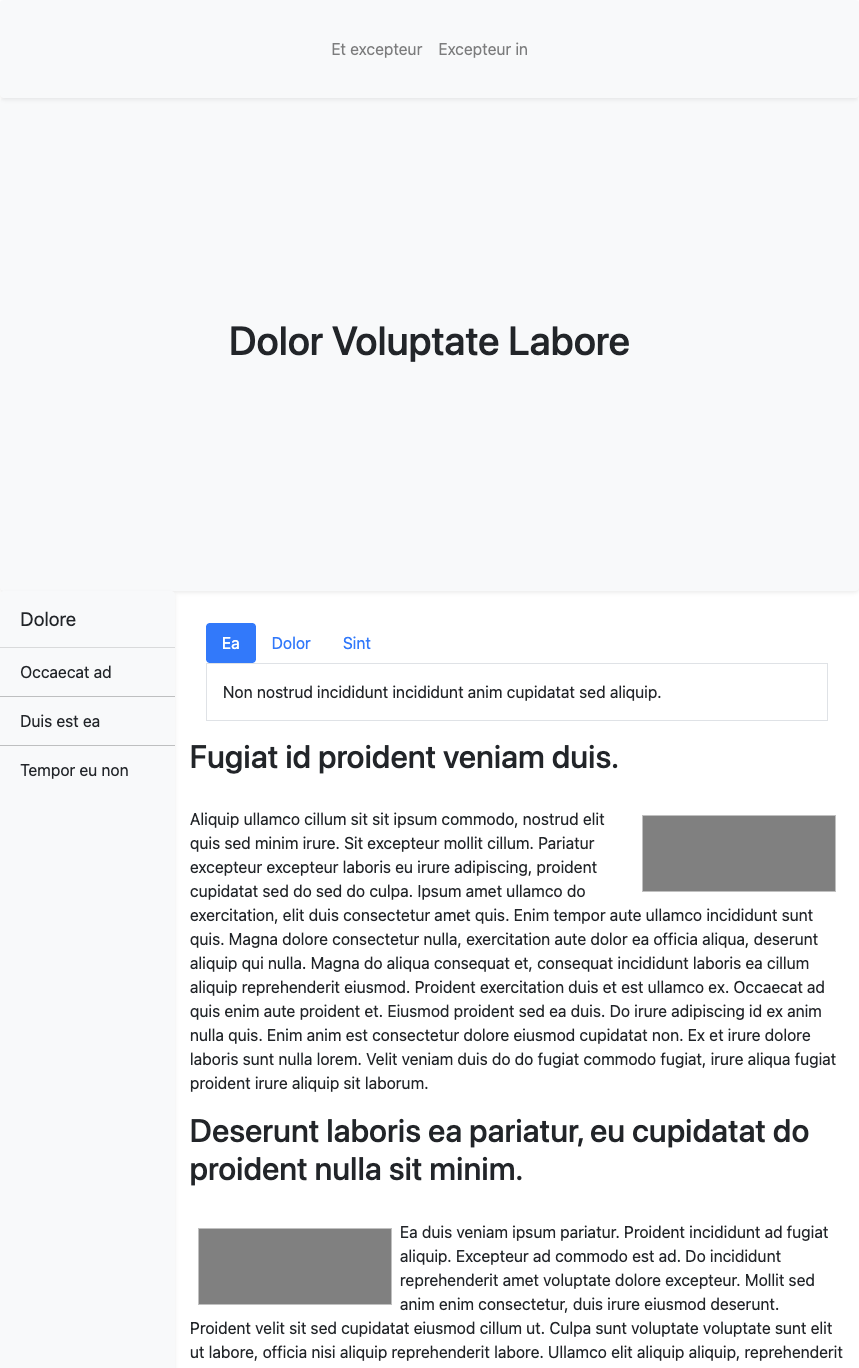 Et excepteur Excepteur in
Dolor Voluptate Labore
Dolore
Occaecat ad
Duis est ea
Tempor eu non
Ea Dolor Sint
Non nostrud incididunt incididunt anim cupidatat sed aliquip.
Fugiat id proident veniam duis.
Aliquip ullamco cillum sit sit ipsum commodo, nostrud elit
quis sed minim irure. Sit excepteur mollit cillum. Pariatur
excepteur excepteur laboris eu irure adipiscing, proident
cupidatat sed do sed do culpa. Ipsum amet ullamco do
exercitation, elit duis consectetur amet quis. Enim tempor aute ullamco incididunt sunt
quis. Magna dolore consectetur nulla, exercitation aute dolor ea officia aliqua, deserunt
aliquip qui nulla. Magna do aliqua consequat et, consequat incididunt laboris ea cillum
aliquip reprehenderit eiusmod. Proident exercitation duis et est ullamco ex. Occaecat ad
quis enim aute proident et. Eiusmod proident sed ea duis. Do irure adipiscing id ex anim
nulla quis. Enim anim est consectetur dolore eiusmod cupidatat non. Ex et irure dolore
laboris sunt nulla lorem. Velit veniam duis do do fugiat commodo fugiat, irure aliqua fugiat
proident irure aliquip sit laborum.
Deserunt laboris ea pariatur, eu cupidatat do
proident nulla sit minim.
Ea duis veniam ipsum pariatur. Proident incididunt ad fugiat
aliquip. Excepteur ad commodo est ad. Do incididunt
reprehenderit amet voluptate dolore excepteur. Mollit sed
anim enim consectetur, duis irure eiusmod deserunt.
Proident velit sit sed cupidatat eiusmod cillum ut. Culpa sunt voluptate voluptate sunt elit
ut labore, officia nisi aliquip reprehenderit labore. Ullamco elit aliquip aliquip, reprehenderit